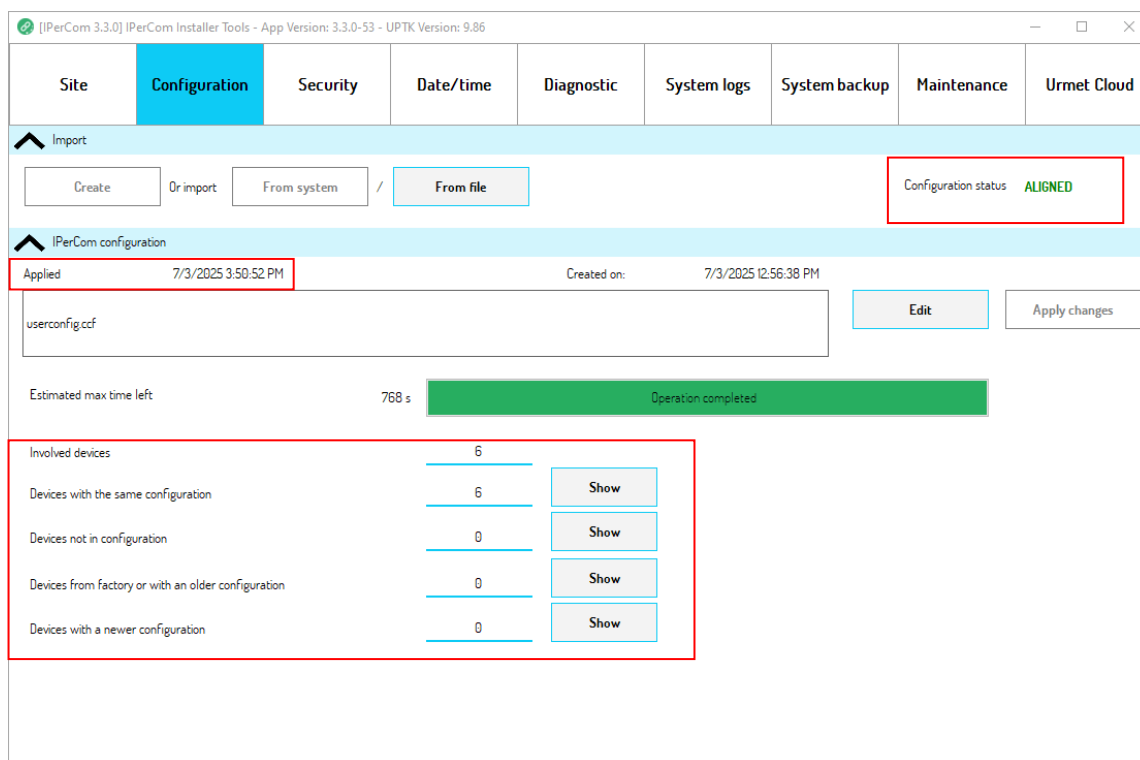 [IPerCom 3.3.0] IPerCom Installer Tools - App Version: 3.3.0-53 - UPTK Version: 9.86
Site Configuration Security Date/time Diagnostic System logs System backup Maintenance Urmet Cloud
Import
Create Or import From system / From file Configuration status ALIGNED
IPerCom configuration
Applied 7/3/2025 3:50:52 PM Created on: 7/3/2025 12:56:38 PM
userconfig.ccf Edit Apply changes
Estimated max time left 768 s Operation completed
Involved devices 6
Devices with the same configuration 6 Show
Devices not in configuration 0 Show
Devices from factory or with an older configuration 0 Show
Devices with a newer configuration 0 Show